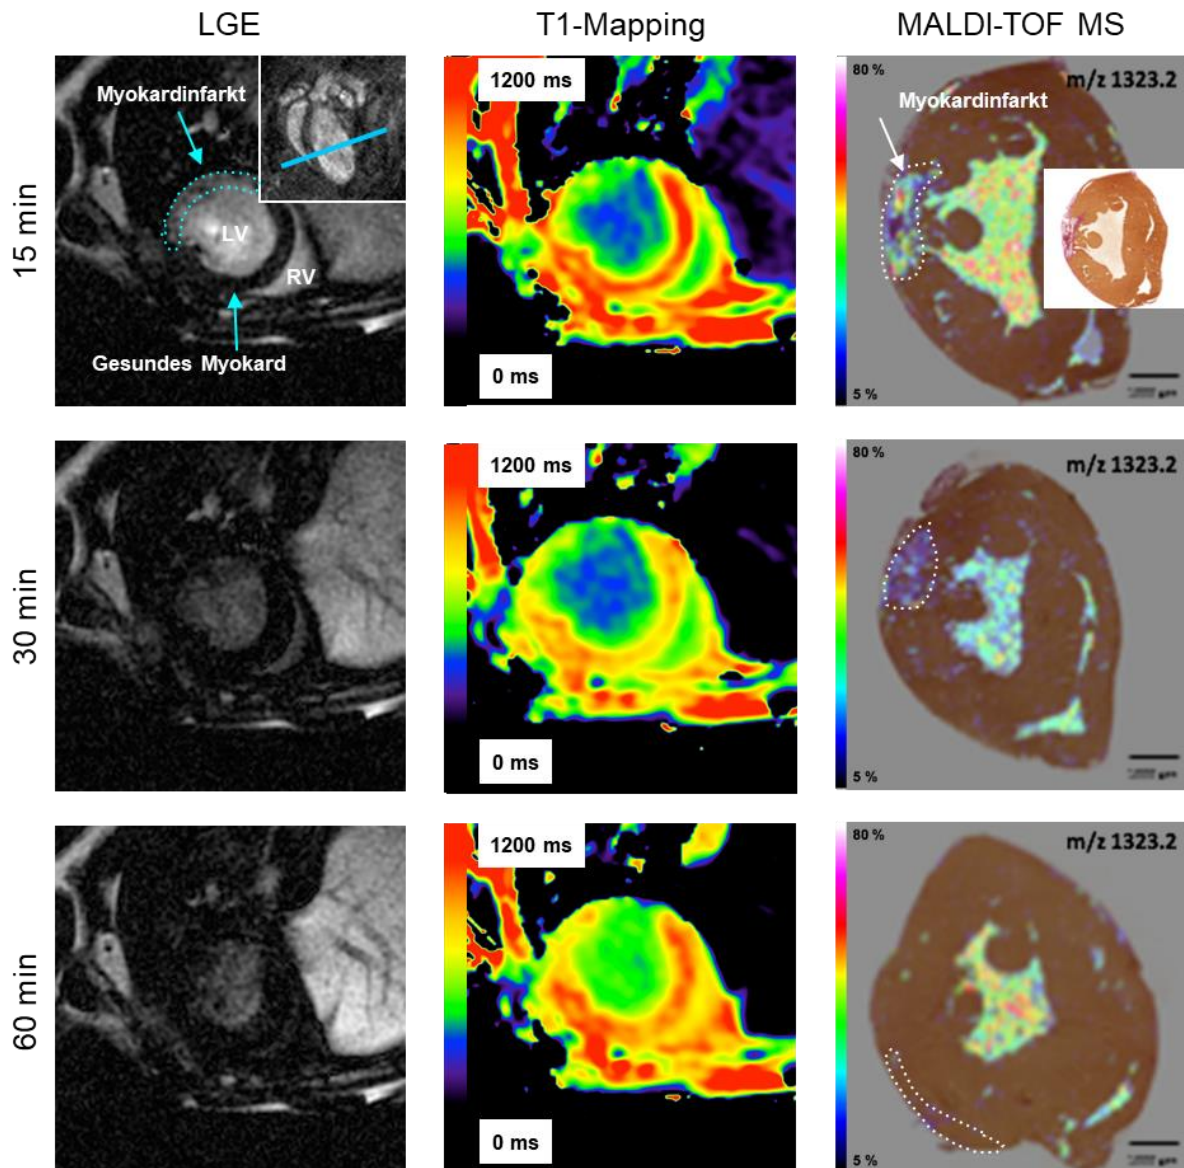 LGE
T1-Mapping
MALDI-TOF MS
15 min
Myokardinfarkt
LV
RV
Gesundes Myokard
1200 ms
0 ms
80 %
m/z 1323.2
Myokardinfarkt
5 %
30 min
1200 ms
0 ms
80 %
m/z 1323.2
5 %
60 min
1200 ms
0 ms
80 %
m/z 1323.2
5 %